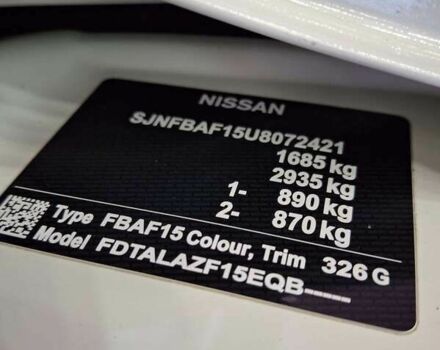 NISSAN
SJNFBAF15U8072421
1685 kg
2935 kg
1- 890 kg
2- 870 kg
Type FBAF15 Colour, Trim 326 G
Model FDTALAZF15EQB-----